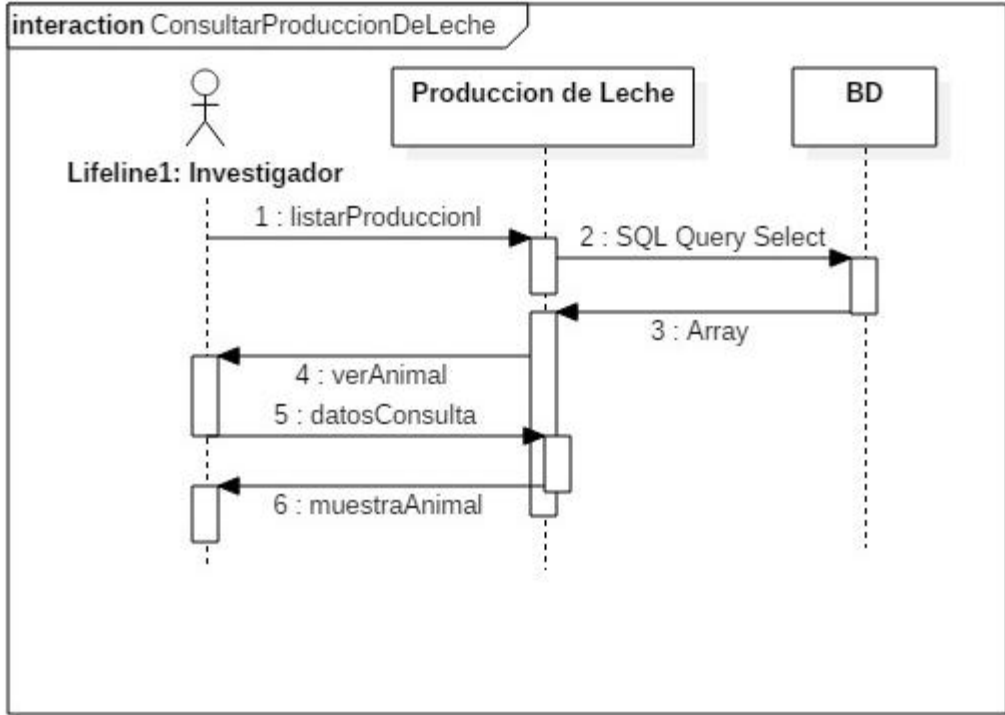 interaction ConsultarProduccionDeLeche
Produccion de Leche
BD
Lifeline1: Investigador
1 : listarProduccionl
2 : SQL Query Select
3 : Array
4 : verAnimal
5 : datosConsulta
6 : muestraAnimal